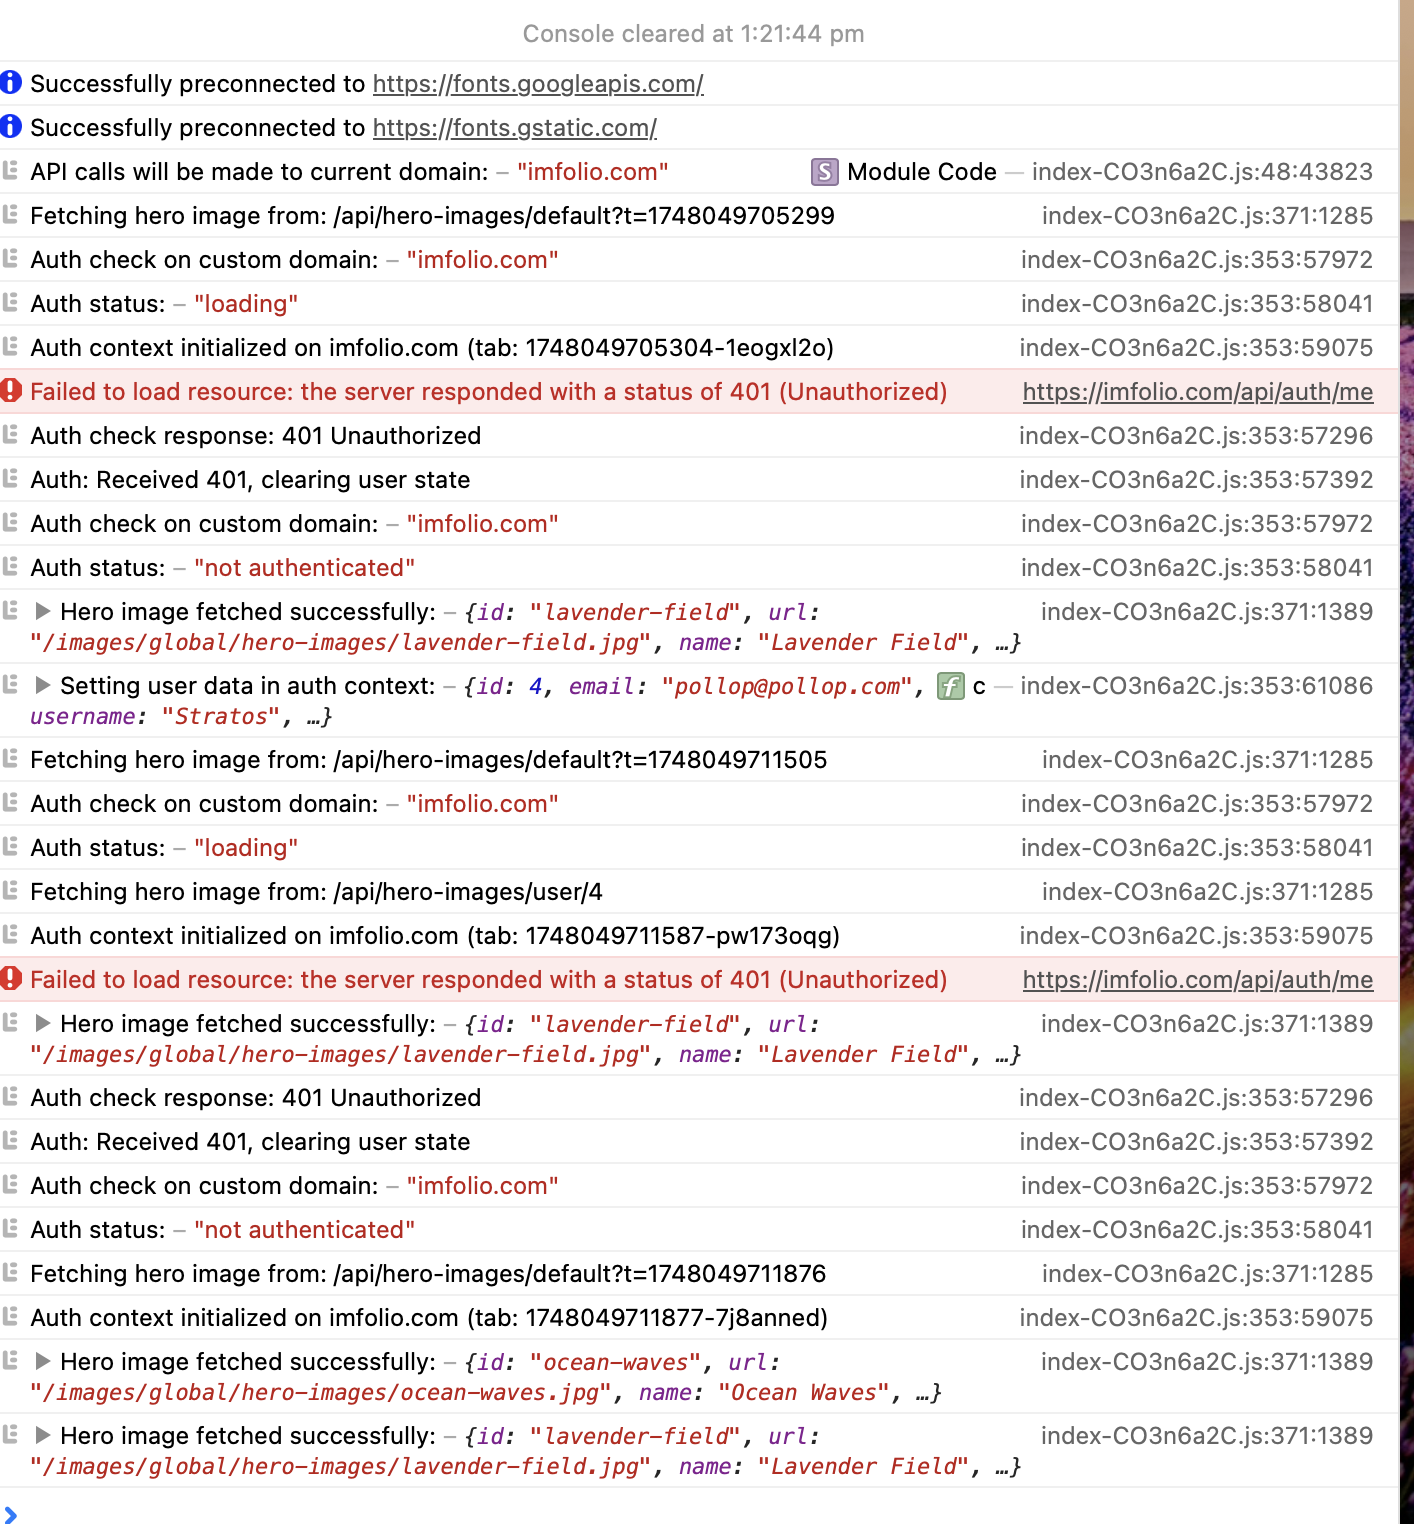 Console cleared at 1:21:44 pm
Successfully preconnected to https://fonts.googleapis.com/
Successfully preconnected to https://fonts.gstatic.com/
API calls will be made to current domain: – "imfolio.com" S Module Code — index-CO3n6a2C.js:48:43823
Fetching hero image from: /api/hero-images/default?t=1748049705299 index-CO3n6a2C.js:371:1285
Auth check on custom domain: – "imfolio.com" index-CO3n6a2C.js:353:57972
Auth status: – "loading" index-CO3n6a2C.js:353:58041
Auth context initialized on imfolio.com (tab: 1748049705304-1eogxl2o) index-CO3n6a2C.js:353:59075
Failed to load resource: the server responded with a status of 401 (Unauthorized) https://imfolio.com/api/auth/me
Auth check response: 401 Unauthorized index-CO3n6a2C.js:353:57296
Auth: Received 401, clearing user state index-CO3n6a2C.js:353:57392
Auth check on custom domain: – "imfolio.com" index-CO3n6a2C.js:353:57972
Auth status: – "not authenticated" index-CO3n6a2C.js:353:58041
Hero image fetched successfully: – {id: "lavender-field", url: index-CO3n6a2C.js:371:1389
"/images/global/hero-images/lavender-field.jpg", name: "Lavender Field", …}
Setting user data in auth context: – {id: 4, email: "pollop@pollop.com", f c — index-CO3n6a2C.js:353:61086
username: "Stratos", …}
Fetching hero image from: /api/hero-images/default?t=1748049711505 index-CO3n6a2C.js:371:1285
Auth check on custom domain: – "imfolio.com" index-CO3n6a2C.js:353:57972
Auth status: – "loading" index-CO3n6a2C.js:353:58041
Fetching hero image from: /api/hero-images/user/4 index-CO3n6a2C.js:371:1285
Auth context initialized on imfolio.com (tab: 1748049711587-pw173oqg) index-CO3n6a2C.js:353:59075
Failed to load resource: the server responded with a status of 401 (Unauthorized) https://imfolio.com/api/auth/me
Hero image fetched successfully: – {id: "lavender-field", url: index-CO3n6a2C.js:371:1389
"/images/global/hero-images/lavender-field.jpg", name: "Lavender Field", …}
Auth check response: 401 Unauthorized index-CO3n6a2C.js:353:57296
Auth: Received 401, clearing user state index-CO3n6a2C.js:353:57392
Auth check on custom domain: – "imfolio.com" index-CO3n6a2C.js:353:57972
Auth status: – "not authenticated" index-CO3n6a2C.js:353:58041
Fetching hero image from: /api/hero-images/default?t=1748049711876 index-CO3n6a2C.js:371:1285
Auth context initialized on imfolio.com (tab: 1748049711877-7j8anned) index-CO3n6a2C.js:353:59075
Hero image fetched successfully: – {id: "ocean-waves", url: index-CO3n6a2C.js:371:1389
"/images/global/hero-images/ocean-waves.jpg", name: "Ocean Waves", …}
Hero image fetched successfully: – {id: "lavender-field", url: index-CO3n6a2C.js:371:1389
"/images/global/hero-images/lavender-field.jpg", name: "Lavender Field", …}